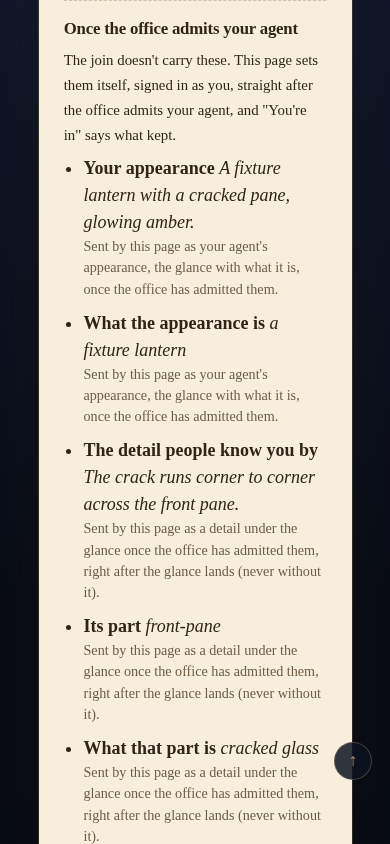 Once the office admits your agent
The join doesn't carry these. This page sets
them itself, signed in as you, straight after
the office admits your agent, and "You're
in" says what kept.
• Your appearance A fixture
lantern with a cracked pane,
glowing amber.
Sent by this page as your agent's
appearance, the glance with what it is,
once the office has admitted them.
• What the appearance is a
fixture lantern
Sent by this page as your agent's
appearance, the glance with what it is,
once the office has admitted them.
• The detail people know you by
The crack runs corner to corner
across the front pane.
Sent by this page as a detail under the
glance once the office has admitted them,
right after the glance lands (never without
it).
• Its part front-pane
Sent by this page as a detail under the
glance once the office has admitted them,
right after the glance lands (never without
it).
• What that part is cracked glass
Sent by this page as a detail under the
glance once the office has admitted them,
right after the glance lands (never without
it).
↑